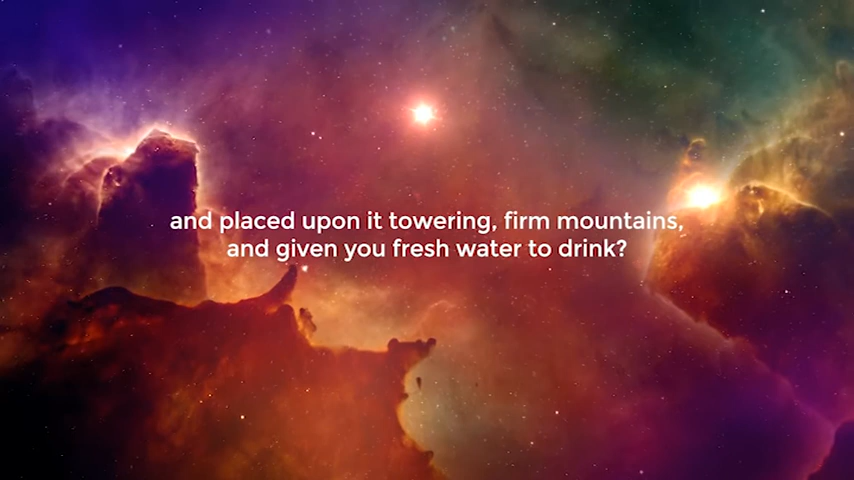 and placed upon it towering, firm mountains,
and given you fresh water to drink?